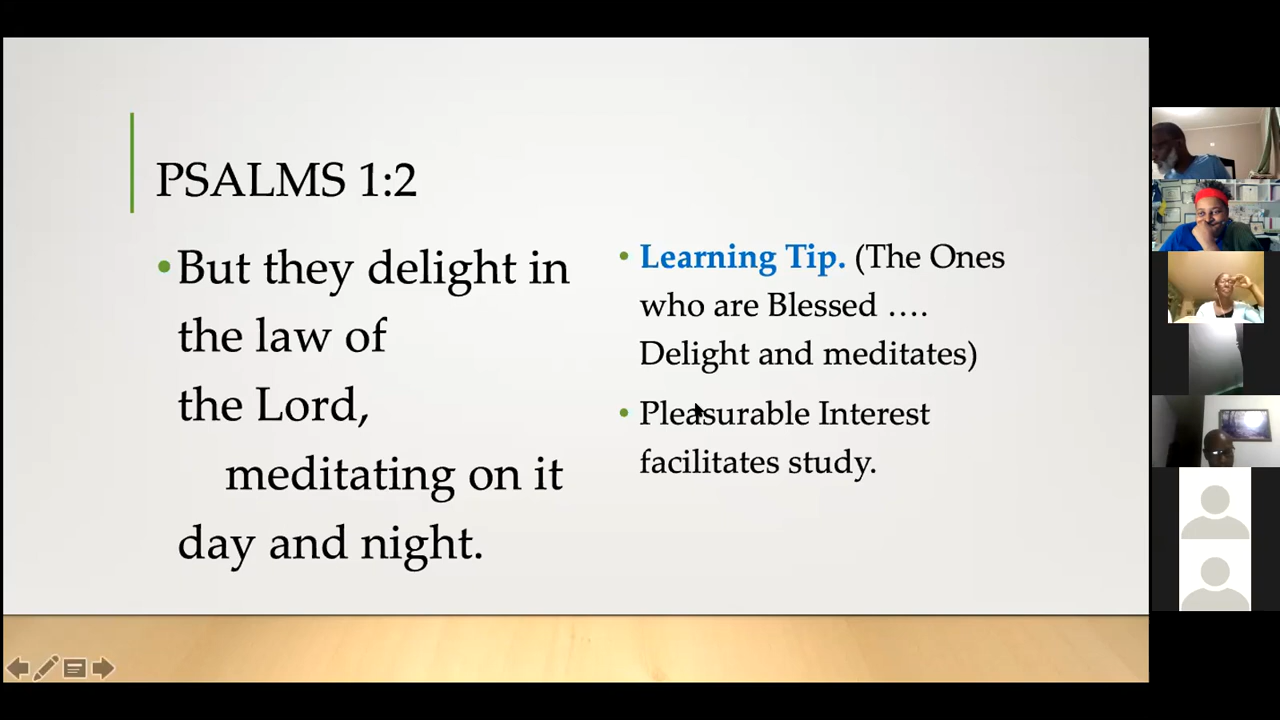 PSALMS 1:2
•But they delight in
the law of
the Lord,
meditating on it
day and night.
• Learning Tip. (The Ones
who are Blessed ….
Delight and meditates)
• Pleasurable Interest
facilitates study.